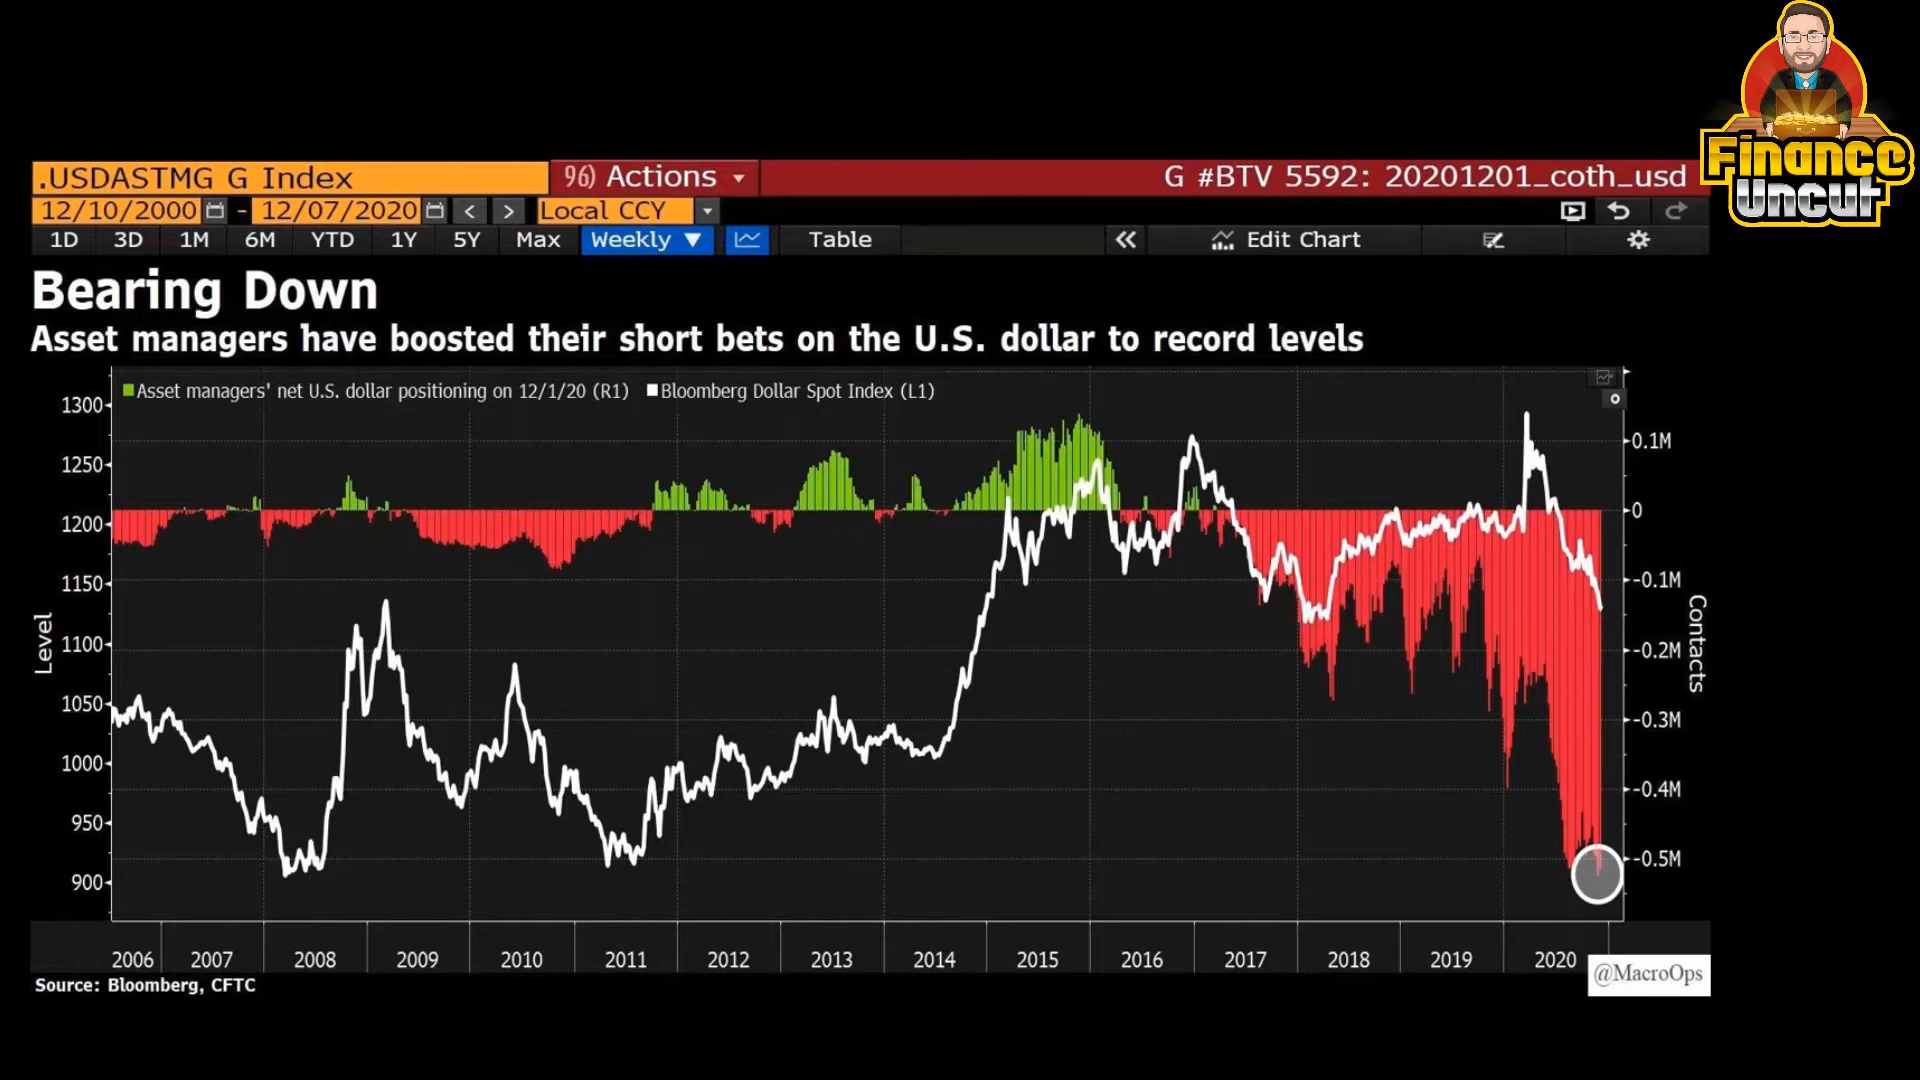 .USDASTMG G Index 96) Actions G #BTV 5592: 20201201_coth_usd
Finance
Uncut
12/10/2000 - 12/07/2020 < > Local CCY
1D 3D 1M 6M YTD 1Y 5Y Max Weekly ▼ Table « Edit Chart
Bearing Down
Asset managers have boosted their short bets on the U.S. dollar to record levels
Asset managers' net U.S. dollar positioning on 12/1/20 (R1) Bloomberg Dollar Spot Index (L1)
1300
1250
1200
1150
1100
1050
1000
950
900
Level
0.1M
0
-0.1M
-0.2M
-0.3M
-0.4M
-0.5M
Contacts
2006 2007 2008 2009 2010 2011 2012 2013 2014 2015 2016 2017 2018 2019 2020
@MacroOps
Source: Bloomberg, CFTC